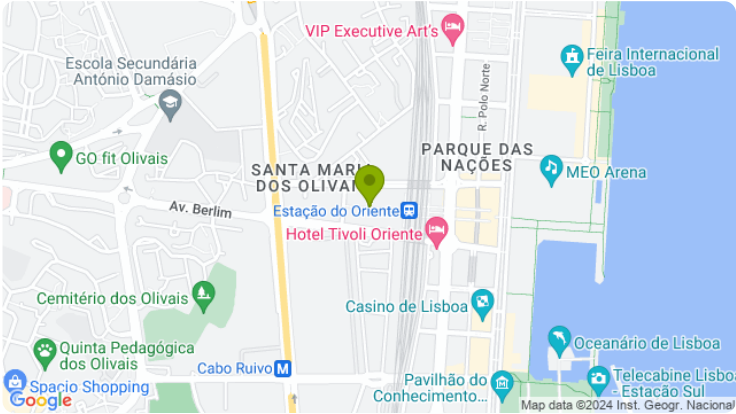 VIP Executive Art's
Feira Internacional
de Lisboa
Escola Secundária
António Damásio
R. Polo Norte
GO fit Olivais
PARQUE DAS
NAÇÕES
SANTA MARIA
DOS OLIVAI
MEO Arena
Av. Berlim
Estação do Oriente
Hotel Tivoli Oriente
Cemitério dos Olivais
Casino de Lisboa
Oceanário de Lisboa
Quinta Pedagógica
dos Olivais
Cabo Ruivo
M
Telecabine Lisboa
- Estação Sul
Pavilhão do
Conhecimento...
Spacio Shopping
Google
Map data ©2024 Inst. Geogr. Nacional